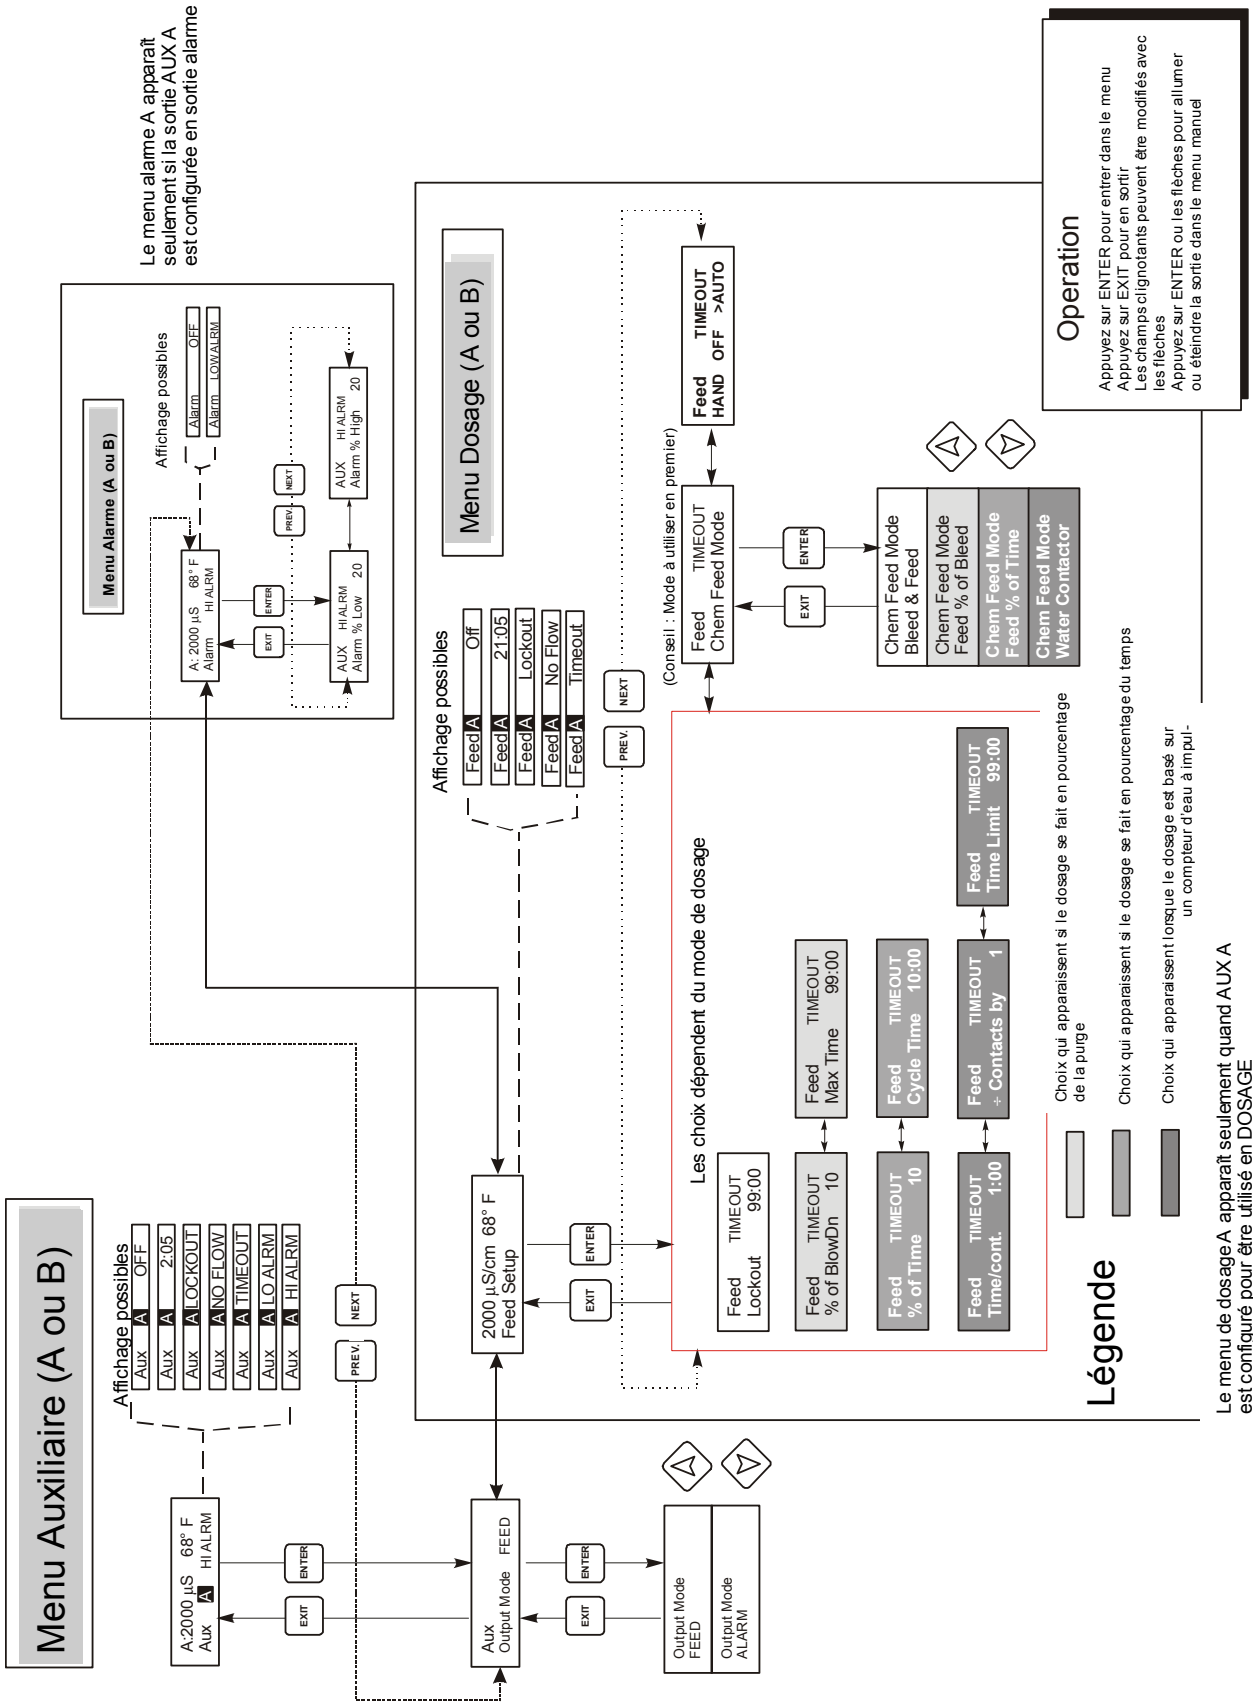 Menu Auxiliaire (A ou B)
A:2000 µS 68° F
Aux A HI ALRM
Affichage possibles
Aux A OFF
Aux A 2:05
Aux A LOCKOUT
Aux A NO FLOW
Aux A TIMEOUT
Aux A LO ALRM
Aux A HI ALRM
EXIT
ENTER
PREV.
NEXT
Aux
Output Mode FEED
EXIT
ENTER
Output Mode
FEED
Output Mode
ALARM
Menu Alarme (A ou B)
Le menu alarme A apparaît
seulement si la sortie AUX A
est configurée en sortie alarme
Affichage possibles
Alarm OFF
Alarm LOW ALRM
A: 2000 µS 68° F
Alarm HI ALRM
EXIT
ENTER
PREV.
NEXT
AUX HI ALRM
Alarm % Low 20
AUX HI ALRM
Alarm % High 20
Menu Dosage (A ou B)
2000 µS/cm 68° F
Feed Setup
Affichage possibles
Feed A Off
Feed A 21:05
Feed A Lockout
Feed A No Flow
Feed A Timeout
EXIT
ENTER
PREV.
NEXT
Les choix dépendent du mode de dosage
Feed TIMEOUT
Lockout 99:00
Feed TIMEOUT
% of BlowDn 10
Feed TIMEOUT
Max Time 99:00
Feed TIMEOUT
% of Time 10
Feed TIMEOUT
Cycle Time 10:00
Feed TIMEOUT
Time/cont. 1:00
Feed TIMEOUT
÷ Contacts by 1
Feed TIMEOUT
Time Limit 99:00
(Conseil : Mode à utiliser en premier)
Feed TIMEOUT
Chem Feed Mode
Feed TIMEOUT
HAND OFF >AUTO
EXIT
ENTER
Chem Feed Mode
Bleed & Feed
Chem Feed Mode
Feed % of Bleed
Chem Feed Mode
Feed % of Time
Chem Feed Mode
Water Contactor
Légende
Choix qui apparaissent si le dosage se fait en pourcentage
de la purge
Choix qui apparaissent si le dosage se fait en pourcentage du temps
Choix qui apparaissent lorsque le dosage est basé sur
un compteur d'eau à impul-
Le menu de dosage A apparaît seulement quand AUX A
est configuré pour être utilisé en DOSAGE
Operation
Appuyez sur ENTER pour entrer dans le menu
Appuyez sur EXIT pour en sortir
Les champs clignotants peuvent être modifiés avec
les flèches
Appuyez sur ENTER ou les flèches pour allumer
ou éteindre la sortie dans le menu manuel